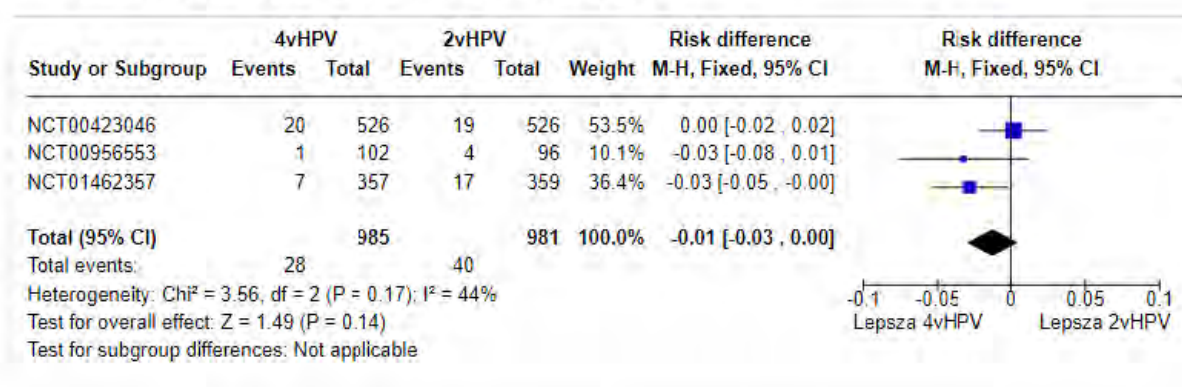 4vHPV 2vHPV Risk difference Risk difference
Study or Subgroup Events Total Events Total Weight M-H, Fixed, 95% CI M-H, Fixed, 95% CI
NCT00423046 20 526 19 526 53.5% 0.00 [-0.02 , 0.02]
NCT00956553 1 102 4 96 10.1% -0.03 [-0.08 , 0.01]
NCT01462357 7 357 17 359 36.4% -0.03 [-0.05 , -0.00]
Total (95% CI) 985 981 100.0% -0.01 [-0.03 , 0.00]
Total events: 28 40
Heterogeneity: Chi² = 3.56, df = 2 (P = 0.17); I² = 44%
Test for overall effect: Z = 1.49 (P = 0.14)
Test for subgroup differences: Not applicable
-0.1 -0.05 0 0.05 0.1
Lepsza 4vHPV Lepsza 2vHPV